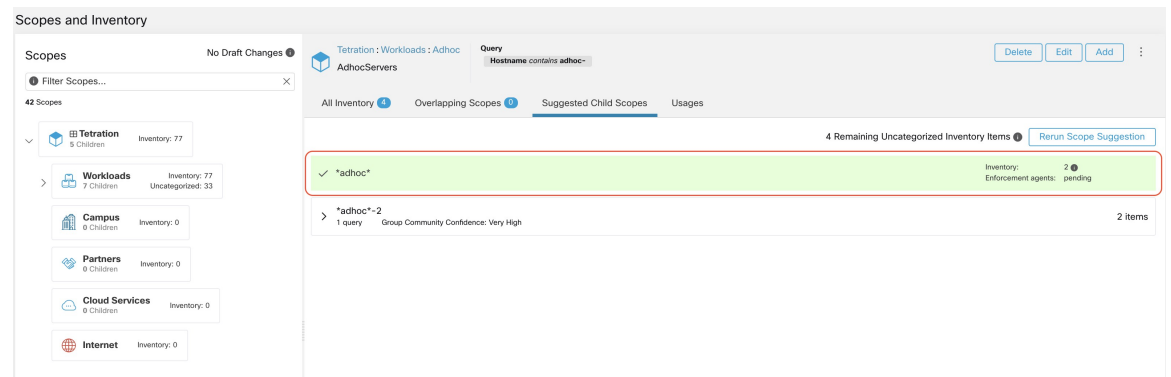 Scopes and Inventory
Scopes
No Draft Changes
Filter Scopes...
42 Scopes
Tetration
5 Children
Inventory: 77
Workloads
7 Children
Inventory: 77
Uncategorized: 33
Campus
0 Children
Inventory: 0
Partners
0 Children
Inventory: 0
Cloud Services
0 Children
Inventory: 0
Internet
Inventory: 0
Tetration : Workloads : Adhoc
AdhocServers
Query
Hostname contains adhoc-
Delete
Edit
Add
All Inventory 4
Overlapping Scopes 0
Suggested Child Scopes
Usages
4 Remaining Uncategorized Inventory Items
Rerun Scope Suggestion
*adhoc*
Inventory: 2
Enforcement agents: pending
*adhoc*-2
1 query Group Community Confidence: Very High
2 items